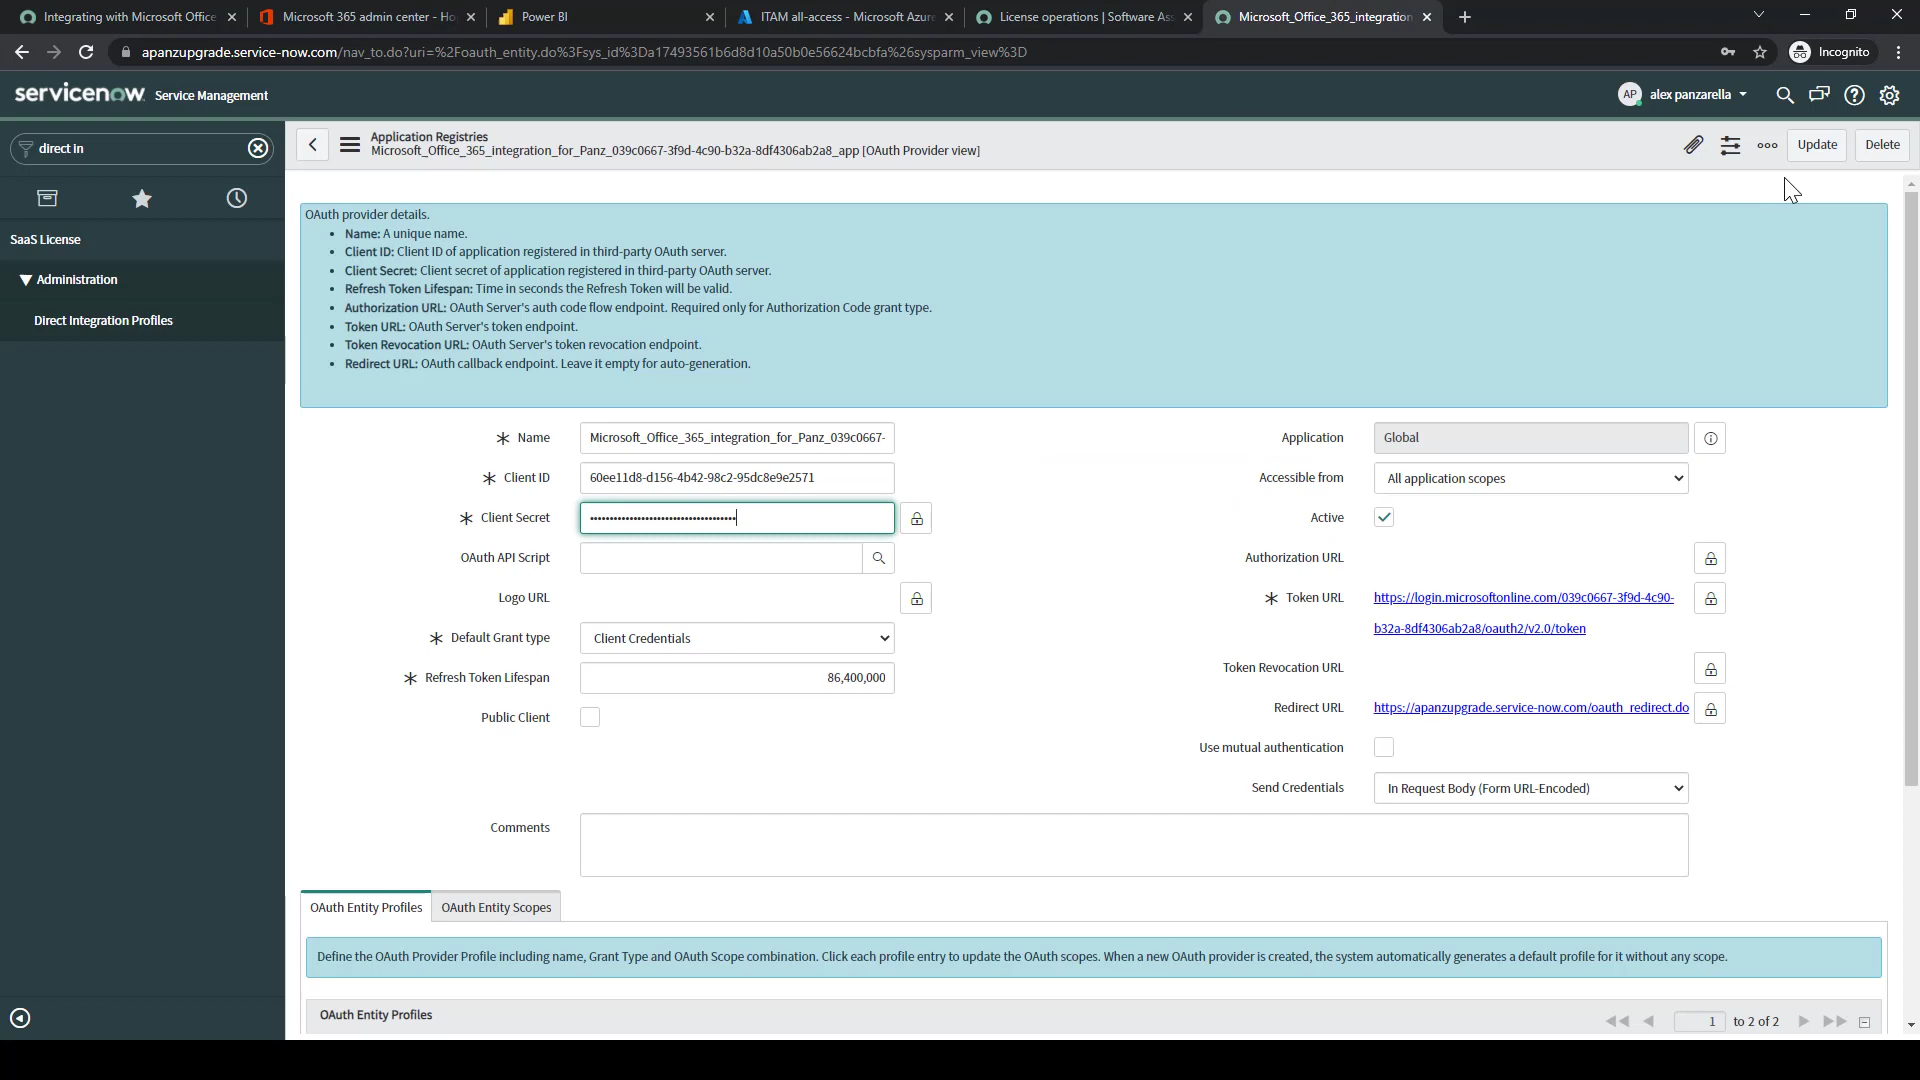 Integrating with Microsoft Office
Microsoft 365 admin center - Ho
Power BI
ITAM all-access - Microsoft Azure
License operations | Software Ass
Microsoft_Office_365_integration
apanzupgrade.service-now.com/nav_to.do?uri=%2Foauth_entity.do%3Fsys_id%3Da17493561b6d8d10a50b0e56624bcbfa%26sysparm_view%3D
Incognito
servicenow Service Management
AP alex panzarella
direct in
Application Registries
Microsoft_Office_365_integration_for_Panz_039c0667-3f9d-4c90-b32a-8df4306ab2a8_app [OAuth Provider view]
Update
Delete
SaaS License
Administration
Direct Integration Profiles
OAuth provider details.
Name: A unique name.
Client ID: Client ID of application registered in third-party OAuth server.
Client Secret: Client secret of application registered in third-party OAuth server.
Refresh Token Lifespan: Time in seconds the Refresh Token will be valid.
Authorization URL: OAuth Server's auth code flow endpoint. Required only for Authorization Code grant type.
Token URL: OAuth Server's token endpoint.
Token Revocation URL: OAuth Server's token revocation endpoint.
Redirect URL: OAuth callback endpoint. Leave it empty for auto-generation.
Name Microsoft_Office_365_integration_for_Panz_039c0667-
Client ID 60ee11d8-d156-4b42-98c2-95dc8e9e2571
Client Secret
OAuth API Script
Logo URL
Default Grant type Client Credentials
Refresh Token Lifespan 86,400,000
Public Client
Application Global
Accessible from All application scopes
Active
Authorization URL
Token URL https://login.microsoftonline.com/039c0667-3f9d-4c90-
b32a-8df4306ab2a8/oauth2/v2.0/token
Token Revocation URL
Redirect URL https://apanzupgrade.service-now.com/oauth_redirect.do
Use mutual authentication
Send Credentials In Request Body (Form URL-Encoded)
Comments
OAuth Entity Profiles
OAuth Entity Scopes
Define the OAuth Provider Profile including name, Grant Type and OAuth Scope combination. Click each profile entry to update the OAuth scopes. When a new OAuth provider is created, the system automatically generates a default profile for it without any scope.
OAuth Entity Profiles
1 to 2 of 2